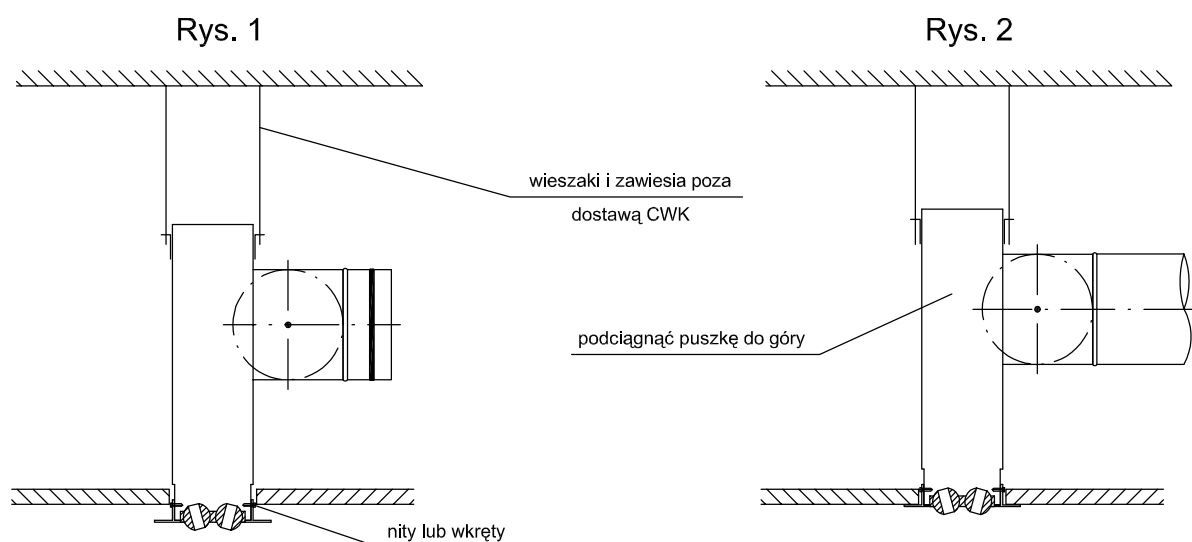 Rys. 1
Rys. 2
wieszaki i zawiesia poza
dostawą CWK
podciągnąć puszkę do góry
nity lub wkręty